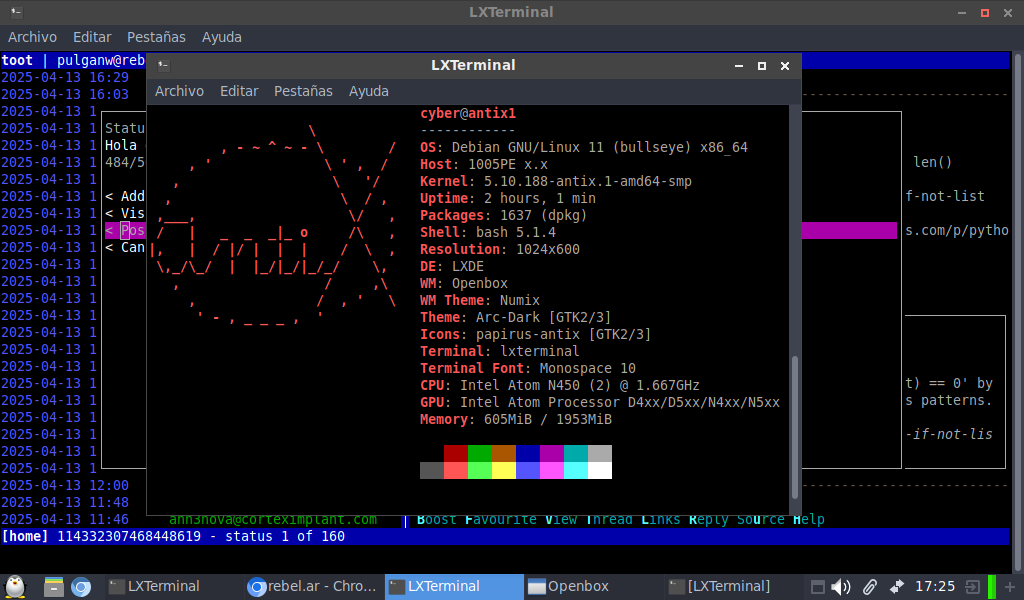 LXTerminal
Archivo Editar Pestañas Ayuda
toot | pulganw@reb
2025-04-13 16:29
2025-04-13 16:03
2025-04-13 1
2025-04-13 1 Statu
2025-04-13 1 Hola len()
2025-04-13 1 484/5
2025-04-13 1
2025-04-13 1 < Add f-not-list
2025-04-13 1 < Vis
2025-04-13 1 < Pos s.com/p/pytho
2025-04-13 1 < Can
2025-04-13 1
2025-04-13 1
2025-04-13 1
2025-04-13 1
2025-04-13 1
2025-04-13 1
2025-04-13 1
2025-04-13 1 t) == 0' by
2025-04-13 1 s patterns.
2025-04-13 1
2025-04-13 1 -if-not-lis
2025-04-13 1
2025-04-13 1
2025-04-13 12:00
2025-04-13 11:48
2025-04-13 11:46 ann3nova@corteximplant.com Boost Favourite View Thread Links Reply Source Help
[home] 114332307468448619 - status 1 of 160
LXTerminal
Archivo Editar Pestañas Ayuda
cyber@antix1
-------------
OS: Debian GNU/Linux 11 (bullseye) x86_64
Host: 1005PE x.x
Kernel: 5.10.188-antix.1-amd64-smp
Uptime: 2 hours, 1 min
Packages: 1637 (dpkg)
Shell: bash 5.1.4
Resolution: 1024x600
DE: LXDE
WM: Openbox
WM Theme: Numix
Theme: Arc-Dark [GTK2/3]
Icons: papirus-antix [GTK2/3]
Terminal: lxterminal
Terminal Font: Monospace 10
CPU: Intel Atom N450 (2) @ 1.667GHz
GPU: Intel Atom Processor D4xx/D5xx/N4xx/N5xx
Memory: 605MiB / 1953MiB
LXTerminal rebel.ar - Chro... LXTerminal Openbox [LXTerminal] 17:25